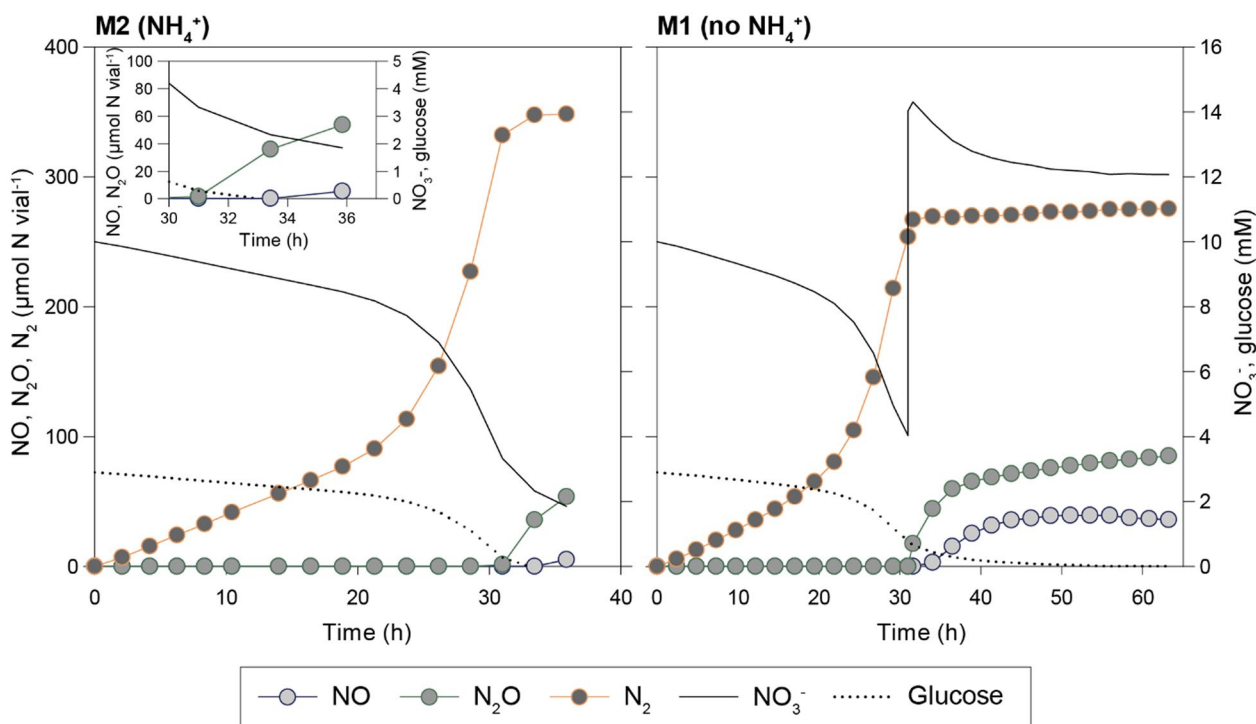 M2 (NH₄⁺)
M1 (no NH₄⁺)
NO, N₂O, N₂ (μmol N vial⁻¹)
400
300
200
100
0
0 10 20 30 40
Time (h)
NO, N₂O (μmol N vial⁻¹)
100
80
60
40
20
0
30 32 34 36
Time (h)
5
4
3
2
1
0
NO₃⁻, glucose (mM)
0 10 20 30 40 50 60
Time (h)
16
14
12
10
8
6
4
2
0
NO₃⁻, glucose (mM)
NO N₂O N₂ NO₃⁻ Glucose